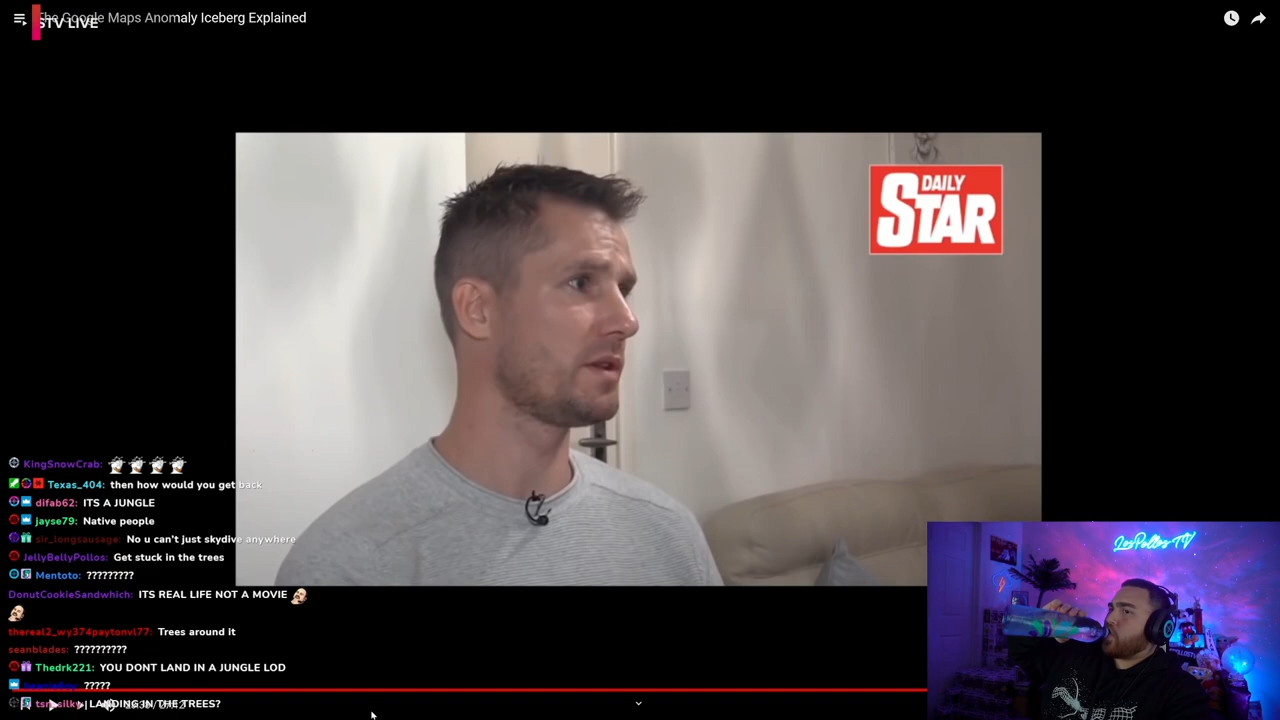 The Google Maps Anomaly Iceberg Explained
STV LIVE
DAILY
STAR
LosPollos TV
KingSnowCrab:
Texas_404: then how would you get back
difab62: ITS A JUNGLE
jayse79: Native people
sir_longsausage: No u can't just skydive anywhere
JellyBellyPollos: Get stuck in the trees
Mentoto: ?????????
DonutCookieSandwhich: ITS REAL LIFE NOT A MOVIE
thereal2_wy374paytonvl77: Trees around it
seanblades: ??????????
Thedrk221: YOU DONT LAND IN A JUNGLE LOD
?????
LANDING IN THE TREES?